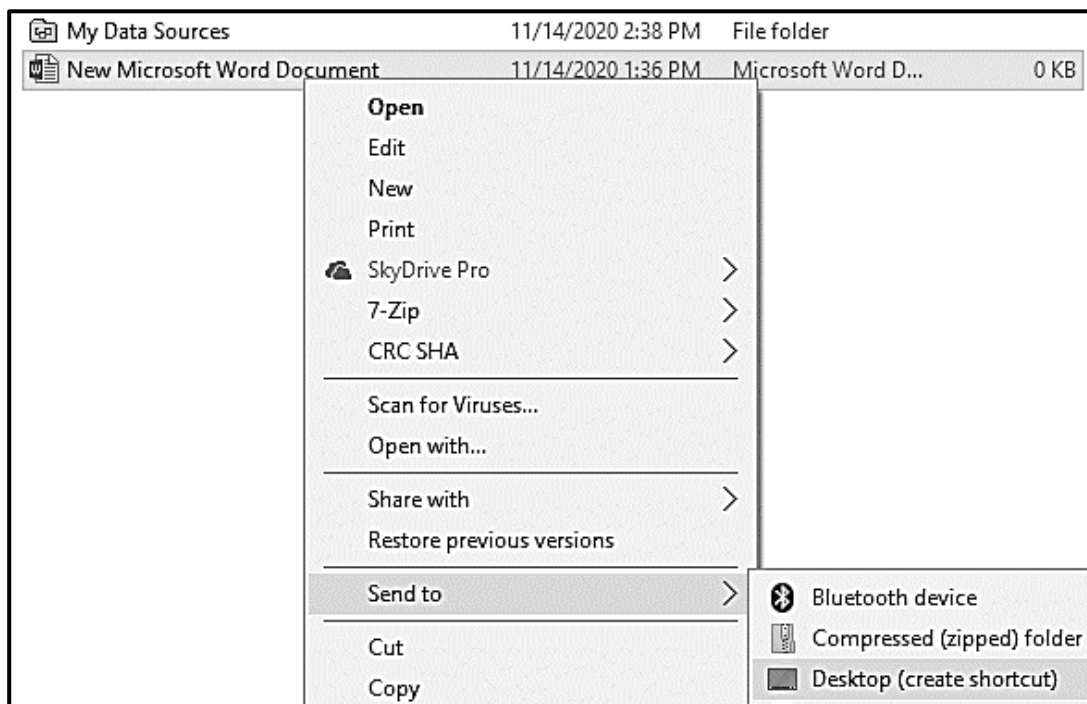 My Data Sources 11/14/2020 2:38 PM File folder
New Microsoft Word Document 11/14/2020 1:36 PM Microsoft Word D... 0 KB
Open
Edit
New
Print
SkyDrive Pro
7-Zip
CRC SHA
Scan for Viruses...
Open with...
Share with
Restore previous versions
Send to
Bluetooth device
Compressed (zipped) folder
Desktop (create shortcut)
Cut
Copy